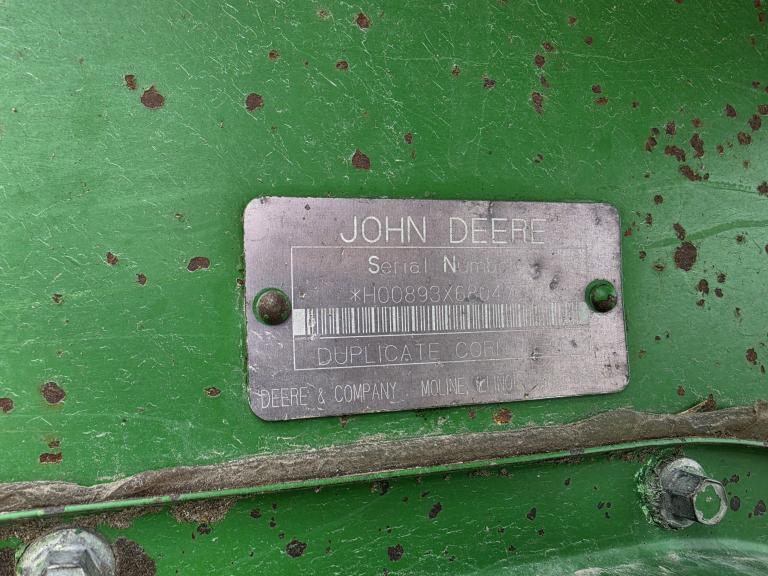 JOHN DEERE
Serial
*H00893X6804
DUPLICATE
DEERE & COMPANY MOLINE,